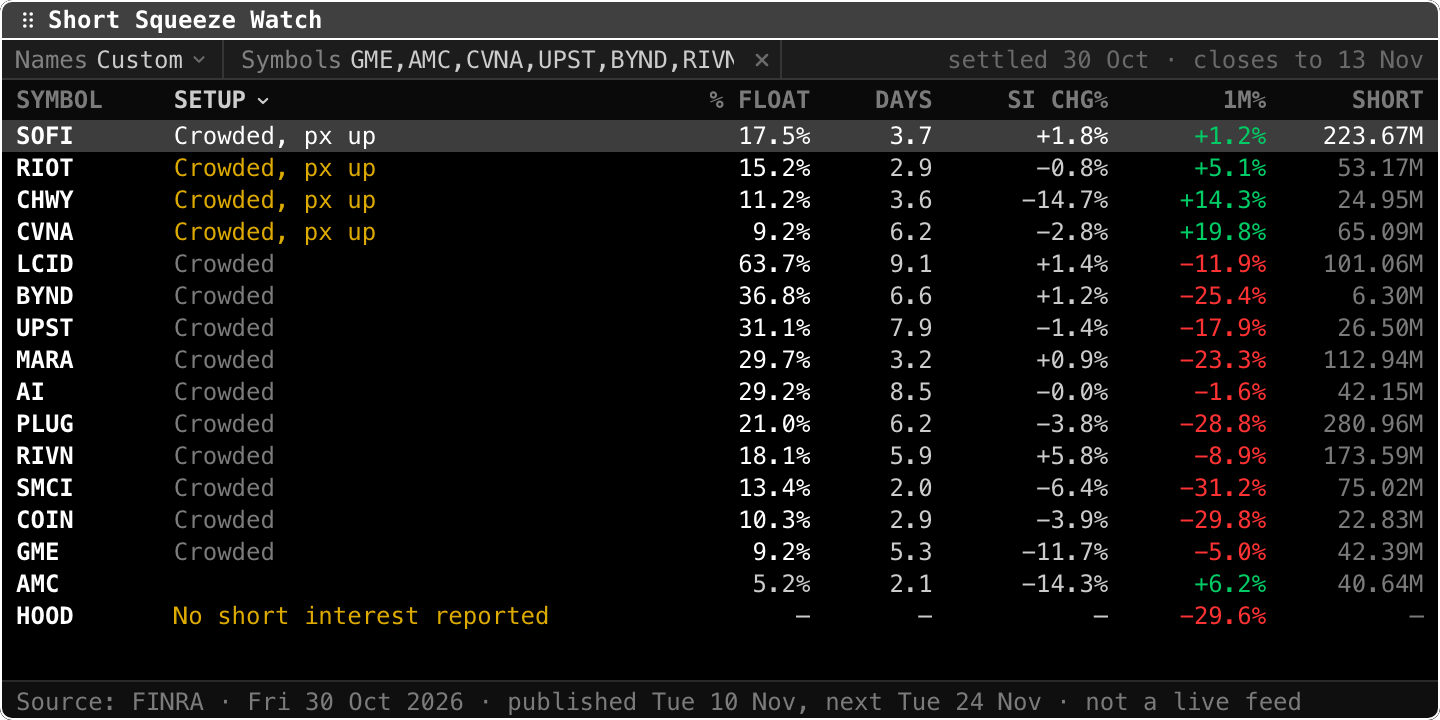 Short Squeeze Watch
Names Custom Symbols GME,AMC,CVNA,UPST,BYND,RIVN × settled 30 Oct · closes to 13 Nov
SYMBOL SETUP % FLOAT DAYS SI CHG% 1M% SHORT
SOFI Crowded, px up 17.5% 3.7 +1.8% +1.2% 223.67M
RIOT Crowded, px up 15.2% 2.9 −0.8% +5.1% 53.17M
CHWY Crowded, px up 11.2% 3.6 −14.7% +14.3% 24.95M
CVNA Crowded, px up 9.2% 6.2 −2.8% +19.8% 65.09M
LCID Crowded 63.7% 9.1 +1.4% −11.9% 101.06M
BYND Crowded 36.8% 6.6 +1.2% −25.4% 6.30M
UPST Crowded 31.1% 7.9 −1.4% −17.9% 26.50M
MARA Crowded 29.7% 3.2 +0.9% −23.3% 112.94M
AI Crowded 29.2% 8.5 −0.0% −1.6% 42.15M
PLUG Crowded 21.0% 6.2 −3.8% −28.8% 280.96M
RIVN Crowded 18.1% 5.9 +5.8% −8.9% 173.59M
SMCI Crowded 13.4% 2.0 −6.4% −31.2% 75.02M
COIN Crowded 10.3% 2.9 −3.9% −29.8% 22.83M
GME Crowded 9.2% 5.3 −11.7% −5.0% 42.39M
AMC 5.2% 2.1 −14.3% +6.2% 40.64M
HOOD No short interest reported — — — −29.6% —
Source: FINRA · Fri 30 Oct 2026 · published Tue 10 Nov, next Tue 24 Nov · not a live feed